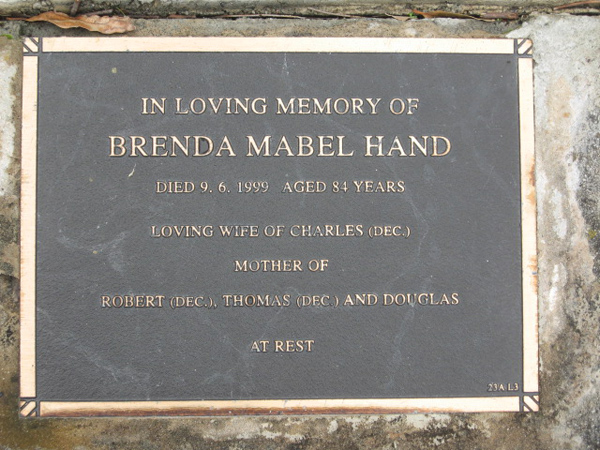 IN LOVING MEMORY OF
BRENDA MABEL HAND
DIED 9. 6. 1999 AGED 84 YEARS
LOVING WIFE OF CHARLES (DEC.)
MOTHER OF
ROBERT (DEC.), THOMAS (DEC.) AND DOUGLAS
AT REST
23A L3